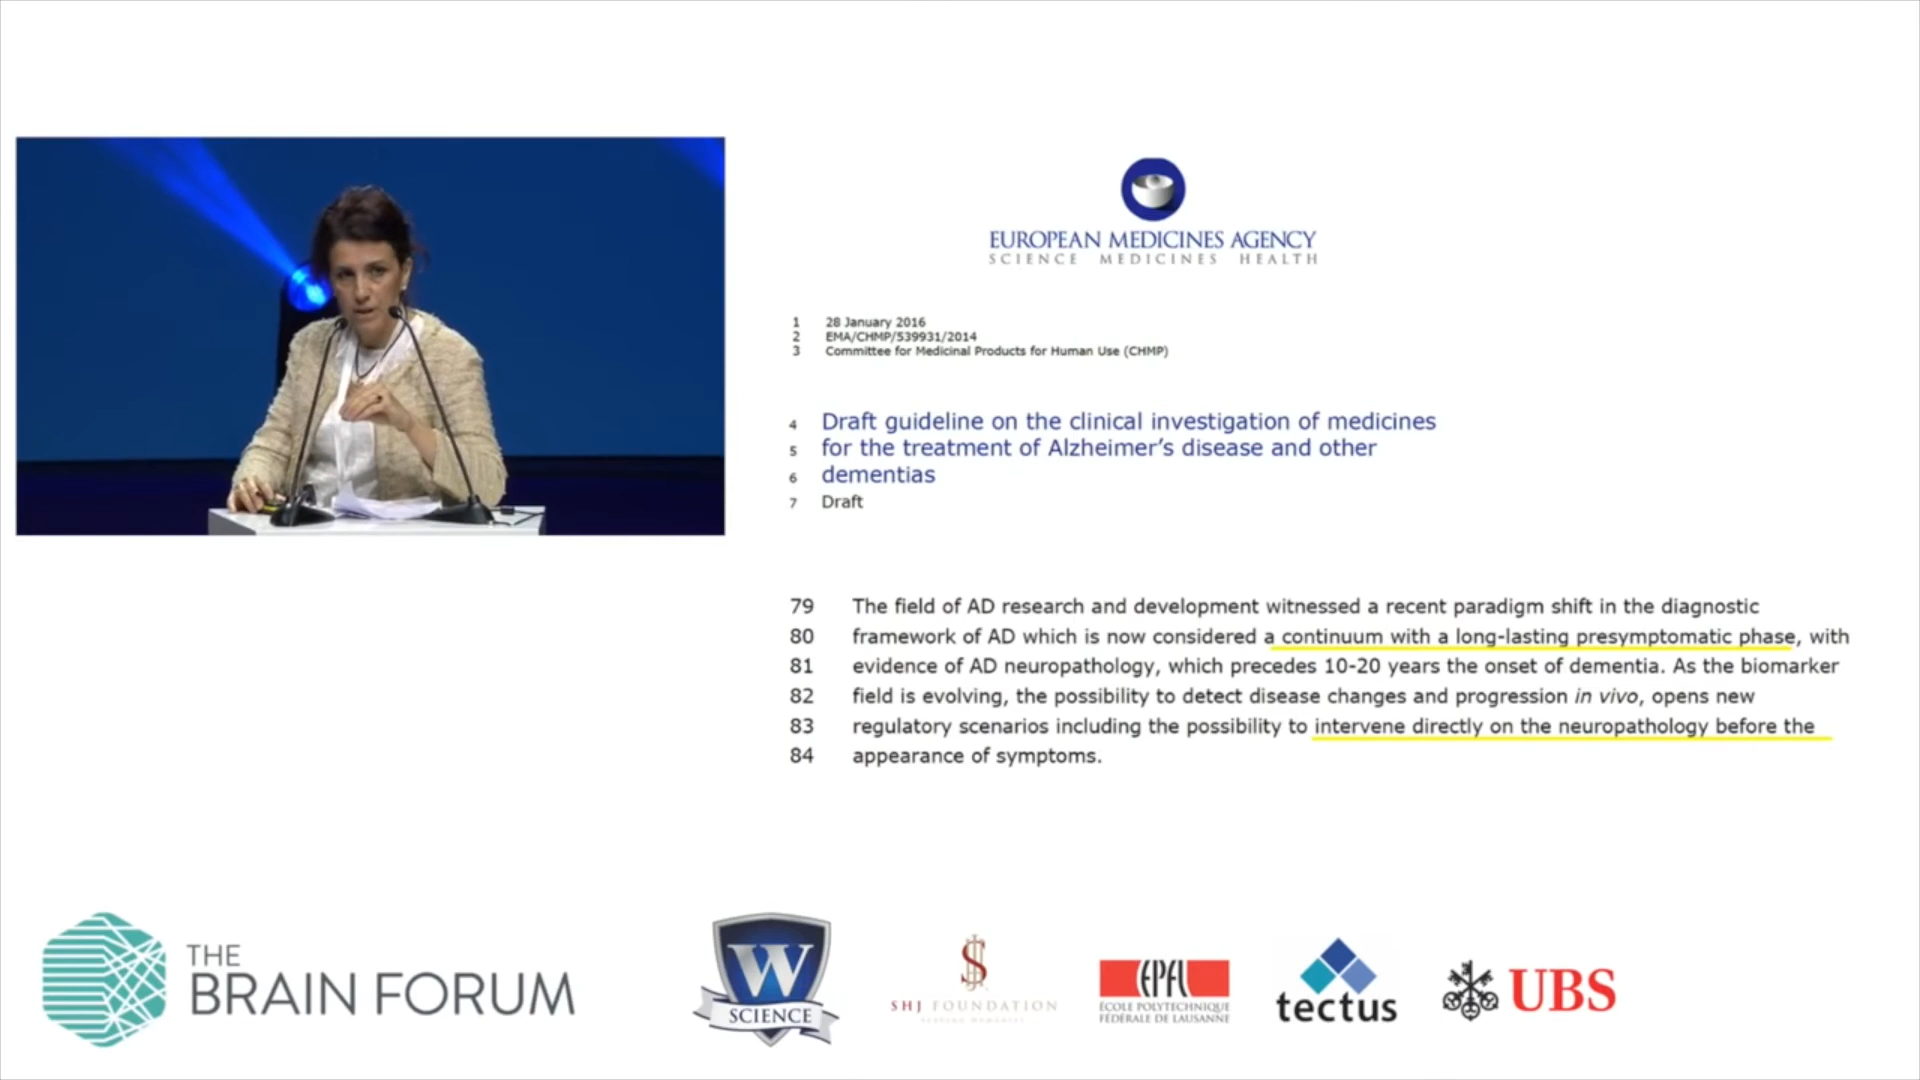 EUROPEAN MEDICINES AGENCY
SCIENCE MEDICINES HEALTH
1 28 January 2016
2 EMA/CHMP/539931/2014
3 Committee for Medicinal Products for Human Use (CHMP)
4 Draft guideline on the clinical investigation of medicines
5 for the treatment of Alzheimer's disease and other
6 dementias
7 Draft
79 The field of AD research and development witnessed a recent paradigm shift in the diagnostic
80 framework of AD which is now considered a continuum with a long-lasting presymptomatic phase, with
81 evidence of AD neuropathology, which precedes 10-20 years the onset of dementia. As the biomarker
82 field is evolving, the possibility to detect disease changes and progression in vivo, opens new
83 regulatory scenarios including the possibility to intervene directly on the neuropathology before the
84 appearance of symptoms.
THE
BRAIN FORUM
W
SCIENCE
SHJ FOUNDATION
EPFL
ÉCOLE POLYTECHNIQUE
FÉDÉRALE DE LAUSANNE
tectus
UBS